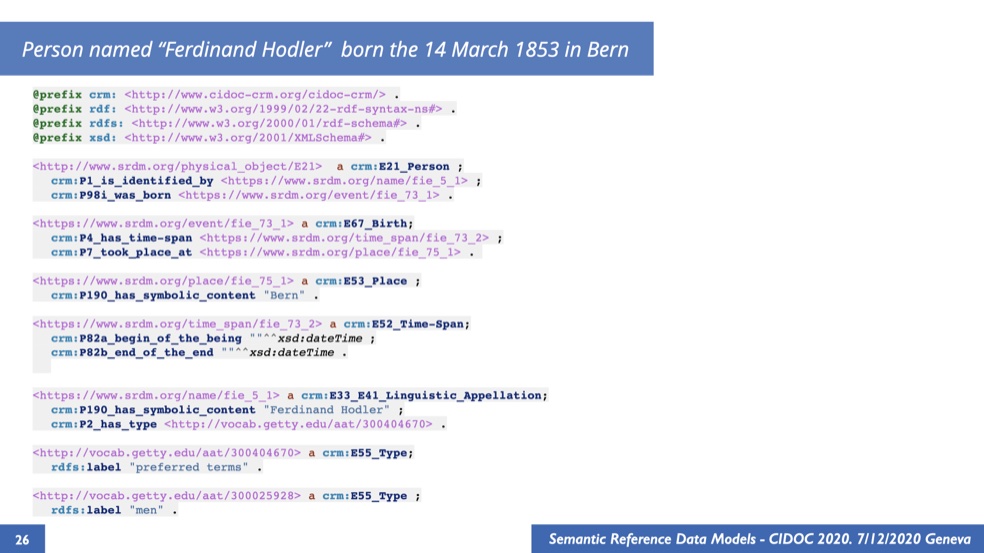 Person named “Ferdinand Hodler” born the 14 March 1853 in Bern
@prefix crm: <http://www.cidoc-crm.org/cidoc-crm/> .
@prefix rdf: <http://www.w3.org/1999/02/22-rdf-syntax-ns#> .
@prefix rdfs: <http://www.w3.org/2000/01/rdf-schema#> .
@prefix xsd: <http://www.w3.org/2001/XMLSchema#> .
<http://www.srdm.org/physical_object/E21> a crm:E21_Person ;
crm:P1_is_identified_by <https://www.srdm.org/name/fie_5_1> ;
crm:P98i_was_born <https://www.srdm.org/event/fie_73_1> .
<https://www.srdm.org/event/fie_73_1> a crm:E67_Birth;
crm:P4_has_time-span <https://www.srdm.org/time_span/fie_73_2> ;
crm:P7_took_place_at <https://www.srdm.org/place/fie_75_1> .
<https://www.srdm.org/place/fie_75_1> a crm:E53_Place ;
crm:P190_has_symbolic_content "Bern" .
<https://www.srdm.org/time_span/fie_73_2> a crm:E52_Time-Span;
crm:P82a_begin_of_the_being ""^^xsd:dateTime ;
crm:P82b_end_of_the_end ""^^xsd:dateTime .
<https://www.srdm.org/name/fie_5_1> a crm:E33_E41_Linguistic_Appellation;
crm:P190_has_symbolic_content "Ferdinand Hodler" ;
crm:P2_has_type <http://vocab.getty.edu/aat/300404670> .
<http://vocab.getty.edu/aat/300404670> a crm:E55_Type;
rdfs:label "preferred terms" .
<http://vocab.getty.edu/aat/300025928> a crm:E55_Type ;
rdfs:label "men" .
26
Semantic Reference Data Models - CIDOC 2020. 7/12/2020 Geneva